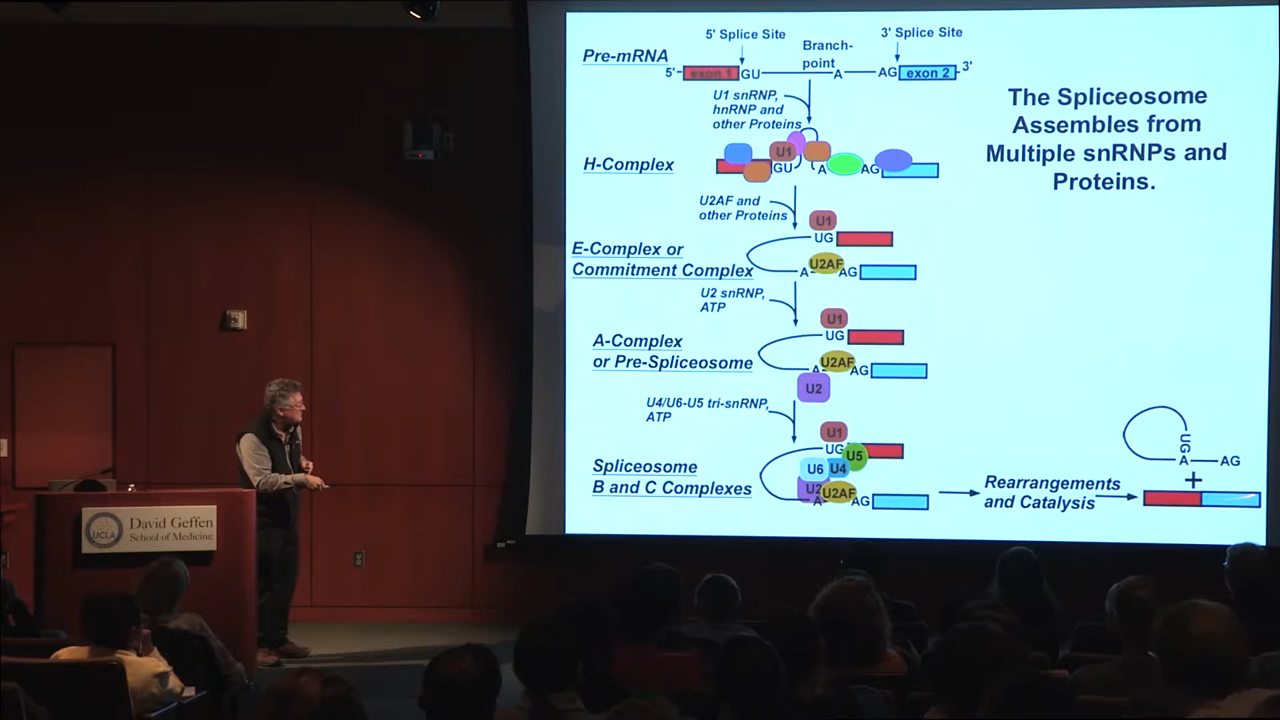 5' Splice Site
3' Splice Site
Pre-mRNA
Branch-
point
5'
exon 1
GU
A
AG
exon 2
3'
U1 snRNP,
hnRNP and
other Proteins
The Spliceosome
Assembles from
Multiple snRNPs and
Proteins.
H-Complex
U1
GU
A
AG
U2AF and
other Proteins
E-Complex or
Commitment Complex
U1
UG
U2AF
A
AG
U2 snRNP,
ATP
A-Complex
or Pre-Spliceosome
U1
UG
U2AF
A
AG
U2
U4/U6-U5 tri-snRNP,
ATP
Spliceosome
B and C Complexes
U1
UG
U5
U6
U4
U2
U2AF
A
AG
Rearrangements
and Catalysis
UG
A
AG
+
David Geffen
School of Medicine
UCLA